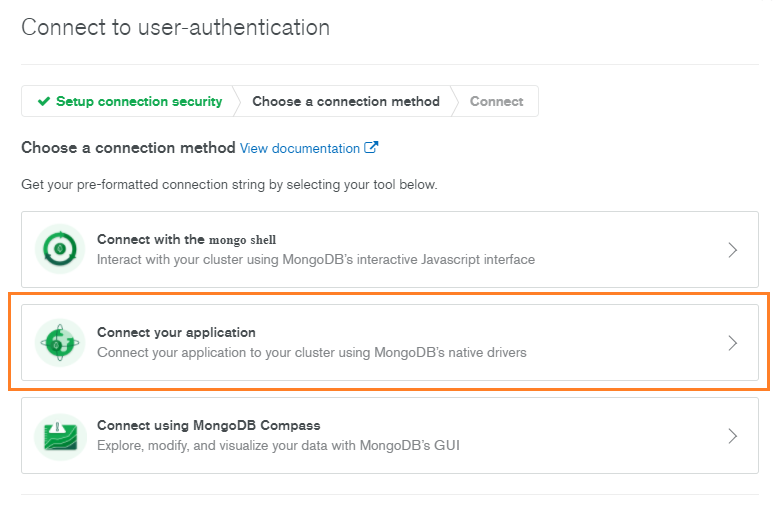 Connect to user-authentication
Setup connection security Choose a connection method Connect
Choose a connection method View documentation
Get your pre-formatted connection string by selecting your tool below.
Connect with the mongo shell
Interact with your cluster using MongoDB's interactive Javascript interface
Connect your application
Connect your application to your cluster using MongoDB's native drivers
Connect using MongoDB Compass
Explore, modify, and visualize your data with MongoDB's GUI